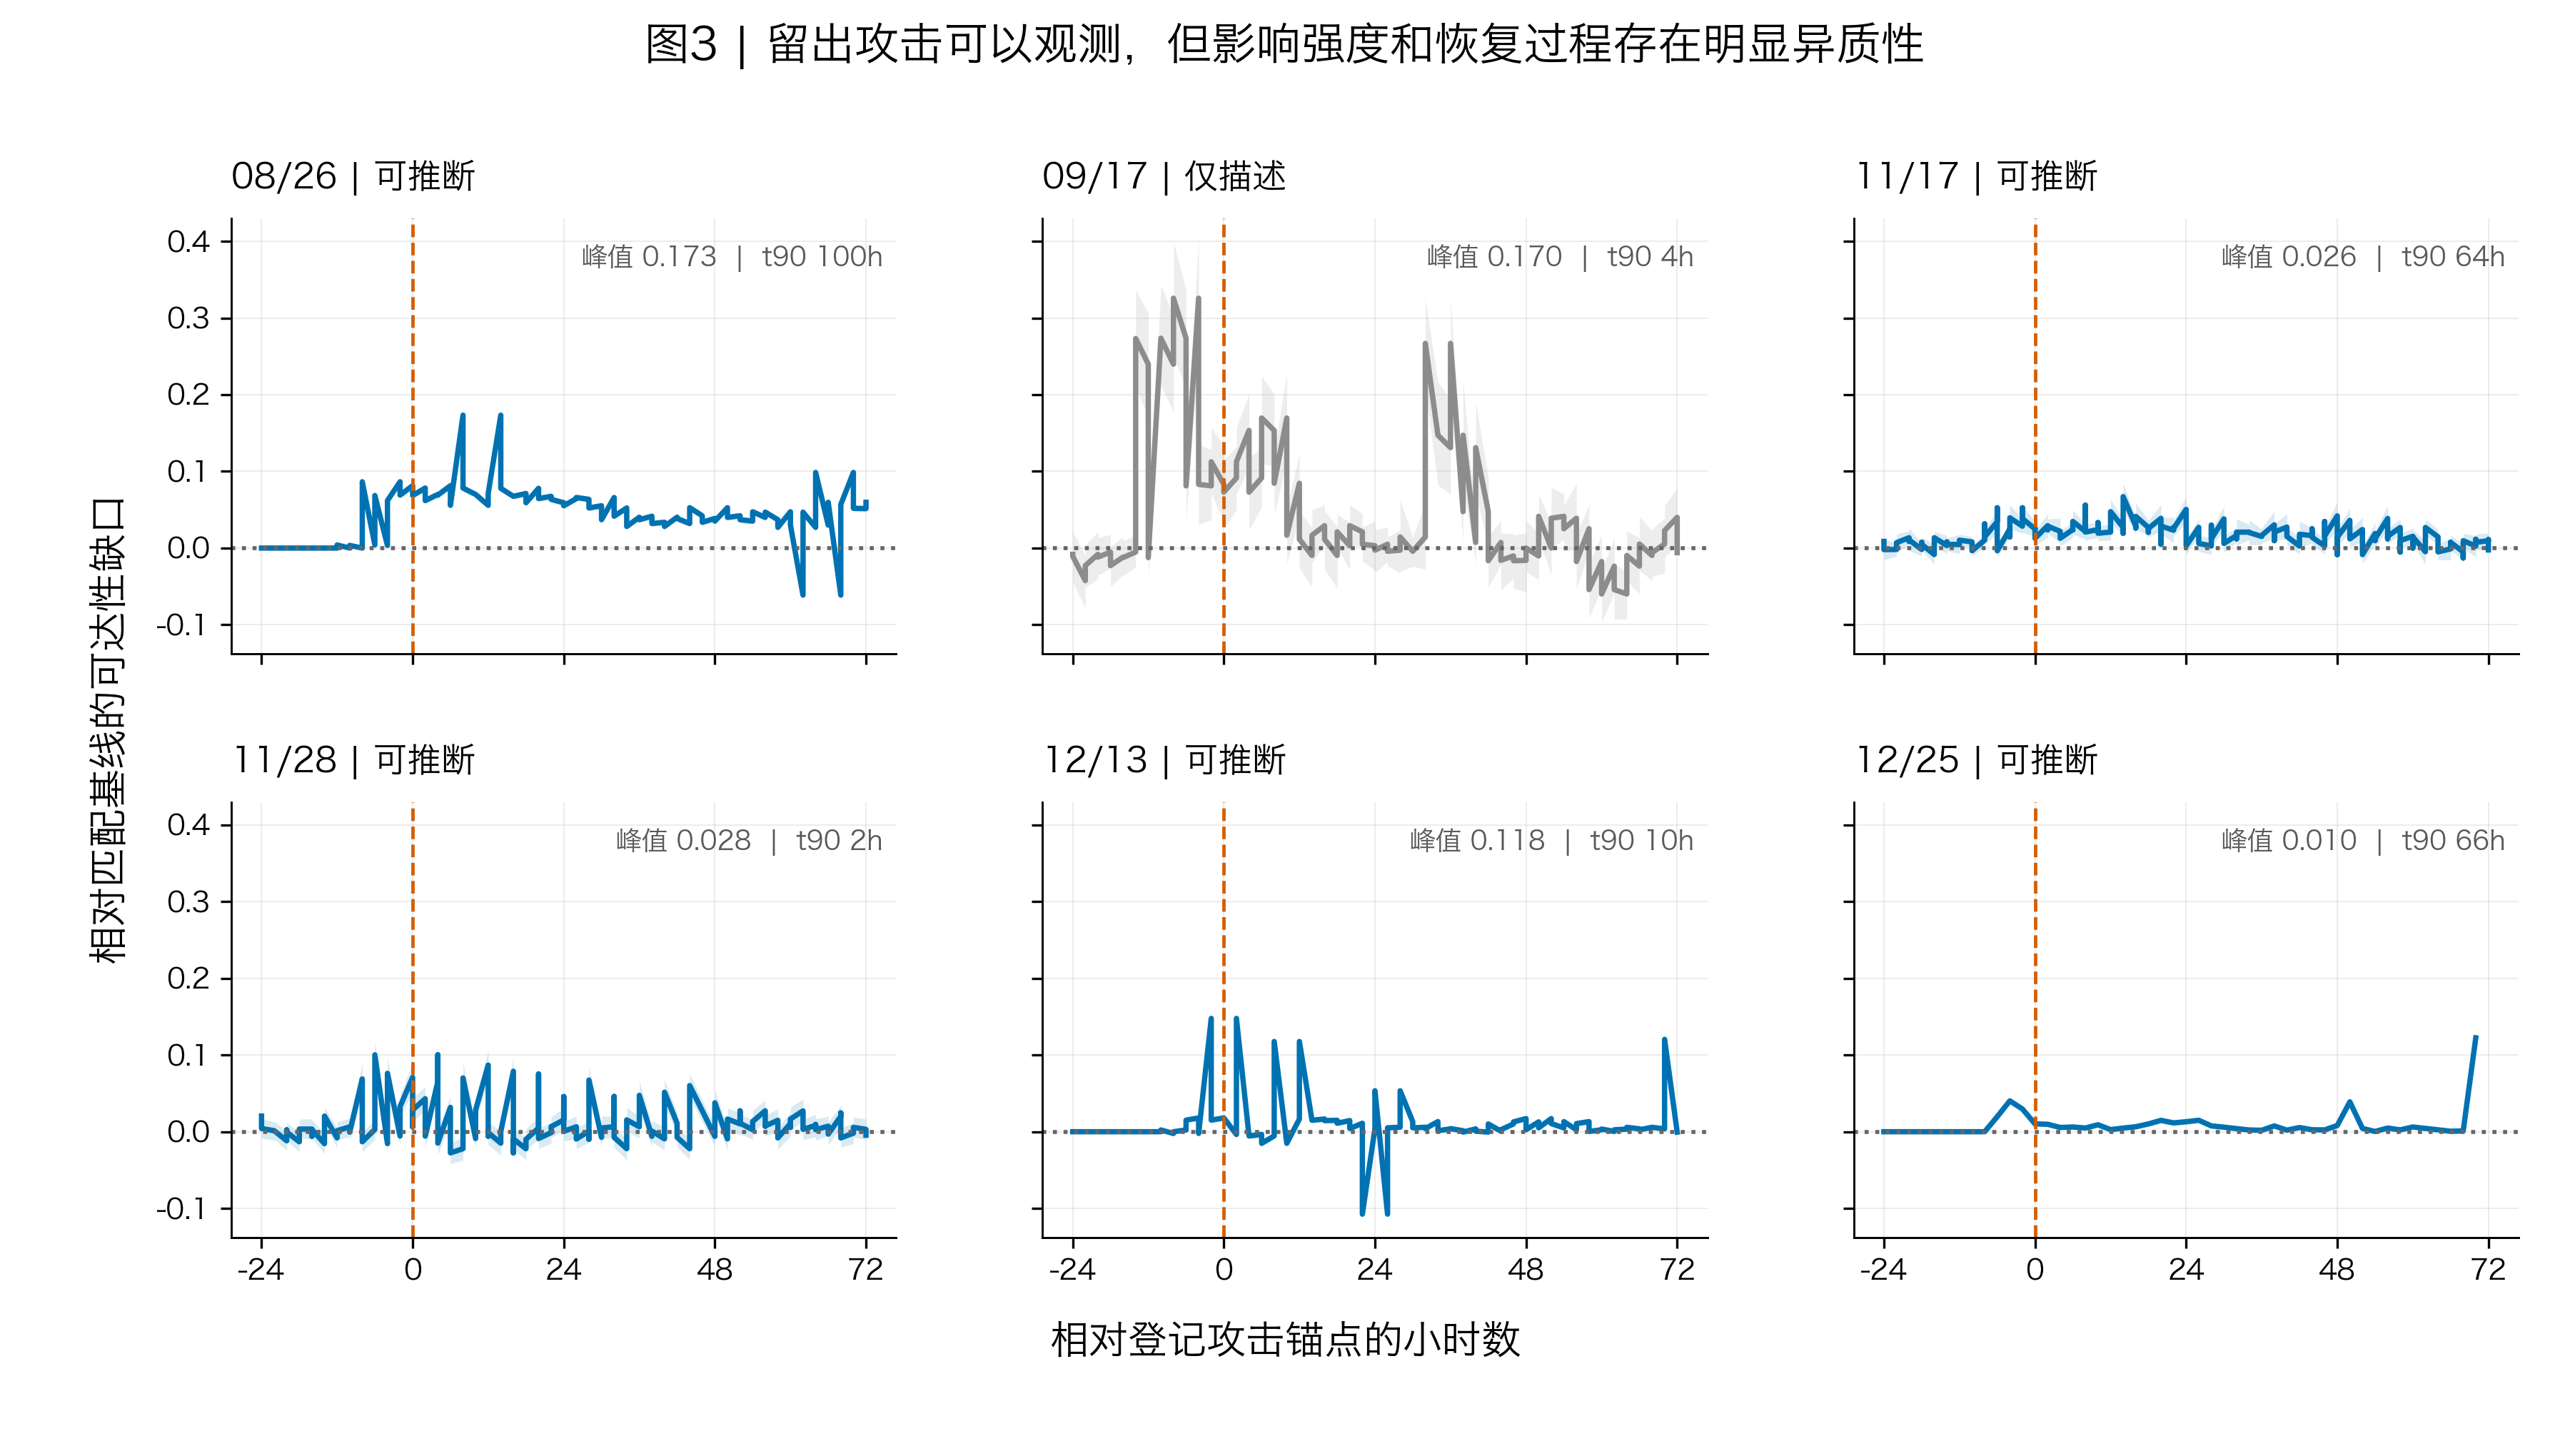 图3 | 留出攻击可以观测，但影响强度和恢复过程存在明显异质性
08/26 | 可推断
峰值 0.173 | t90 100h
0.4
0.3
0.2
0.1
0.0
-0.1
09/17 | 仅描述
峰值 0.170 | t90 4h
11/17 | 可推断
峰值 0.026 | t90 64h
相对匹配基线的可达性缺口
11/28 | 可推断
峰值 0.028 | t90 2h
0.4
0.3
0.2
0.1
0.0
-0.1
-24 0 24 48 72
12/13 | 可推断
峰值 0.118 | t90 10h
-24 0 24 48 72
12/25 | 可推断
峰值 0.010 | t90 66h
-24 0 24 48 72
相对登记攻击锚点的小时数